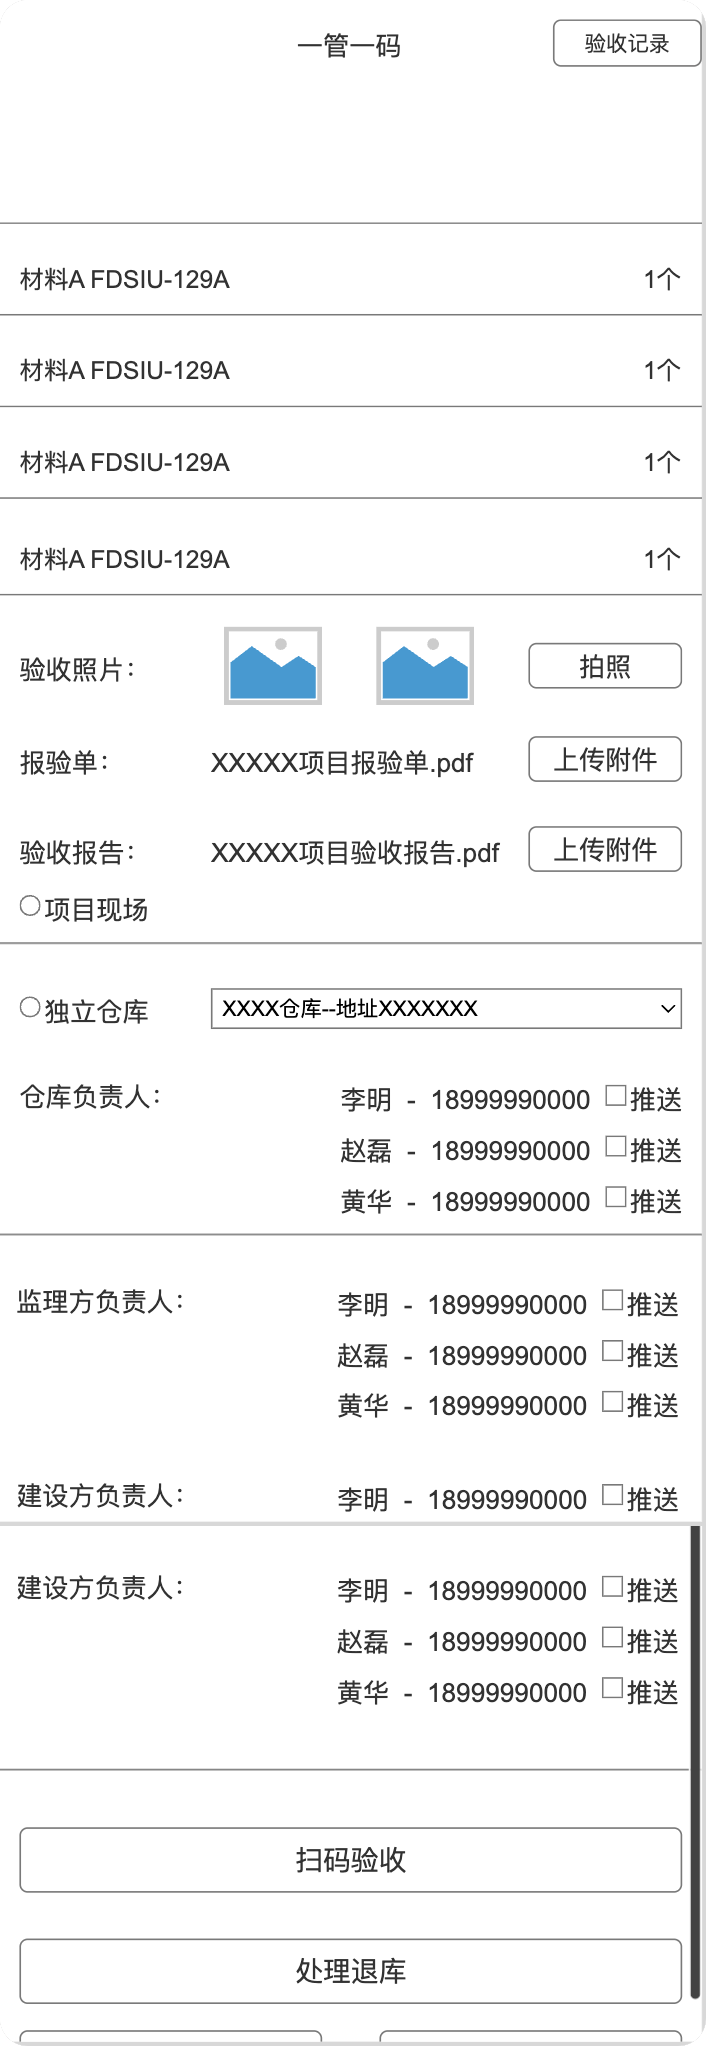 一管一码
验收记录
材料A FDSIU-129A 1个
材料A FDSIU-129A 1个
材料A FDSIU-129A 1个
材料A FDSIU-129A 1个
验收照片： 拍照
报验单： XXXXX项目报验单.pdf 上传附件
验收报告： XXXXX项目验收报告.pdf 上传附件
项目现场
独立仓库 XXXX仓库--地址XXXXXXX
仓库负责人： 李明 - 18999990000 推送
赵磊 - 18999990000 推送
黄华 - 18999990000 推送
监理方负责人： 李明 - 18999990000 推送
赵磊 - 18999990000 推送
黄华 - 18999990000 推送
建设方负责人： 李明 - 18999990000 推送
建设方负责人： 李明 - 18999990000 推送
赵磊 - 18999990000 推送
黄华 - 18999990000 推送
扫码验收
处理退库